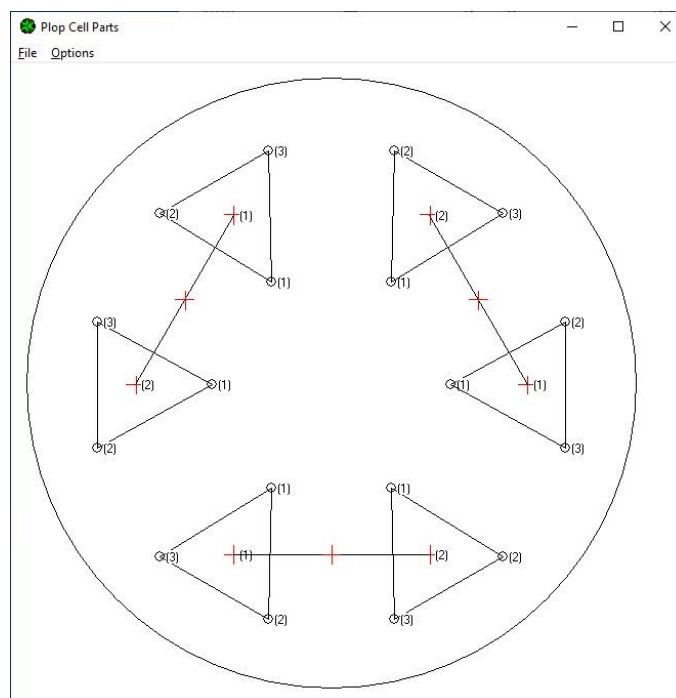 Plop Cell Parts
File Options
(3) (2)
(2) (1) (2) (3)
(1) (1)
(3) (2)
(2) (1) (1) (1)
(2) (3)
(1) (1)
(3) (1) (2) (2)
(2) (3)